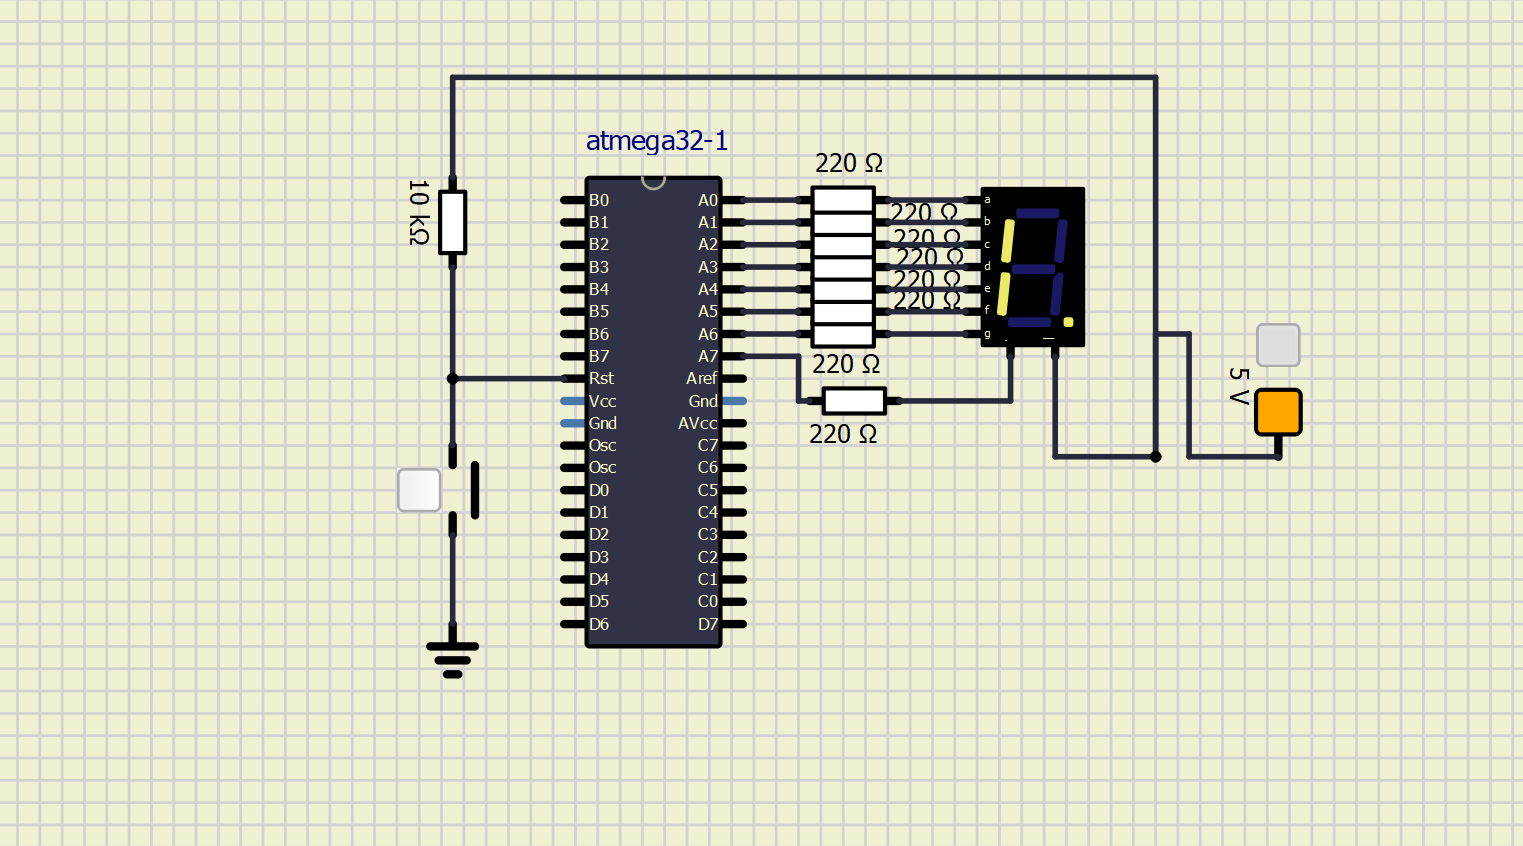 atmega32-1
220 Ω
10 kΩ
B0 A0
B1 A1
B2 A2
B3 A3
B4 A4
B5 A5
B6 A6
B7 A7
Rst Aref
Vcc Gnd
Gnd AVcc
Osc C7
Osc C6
D0 C5
D1 C4
D2 C3
D3 C2
D4 C1
D5 C0
D6 D7
220 Ω
220 Ω
220 Ω
220 Ω
220 Ω
220 Ω
220 Ω
a
b
c
d
e
f
g
5 V